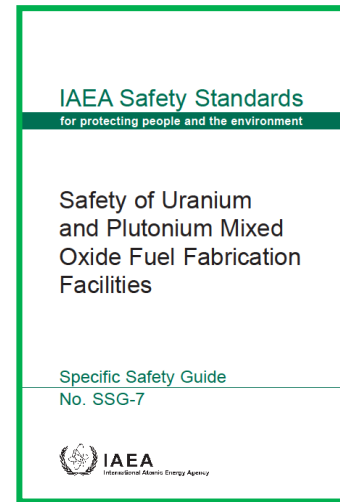 IAEA Safety Standards
for protecting people and the environment
Safety of Uranium
and Plutonium Mixed
Oxide Fuel Fabrication
Facilities
Specific Safety Guide
No. SSG-7
IAEA
International Atomic Energy Agency